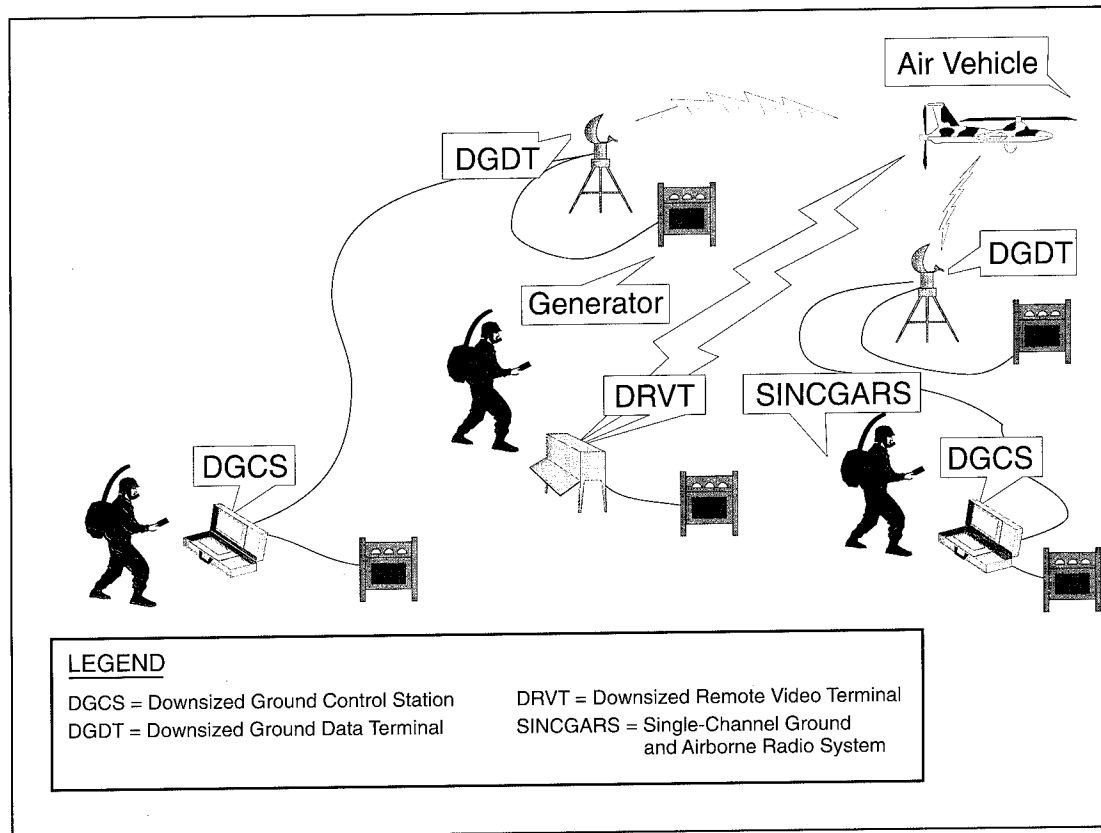 Air Vehicle
DGDT
DGDT
Generator
DRVT
SINCGARS
DGCS
DGCS
LEGEND
DGCS = Downsized Ground Control Station
DGDT = Downsized Ground Data Terminal
DRVT = Downsized Remote Video Terminal
SINCGARS = Single-Channel Ground
and Airborne Radio System